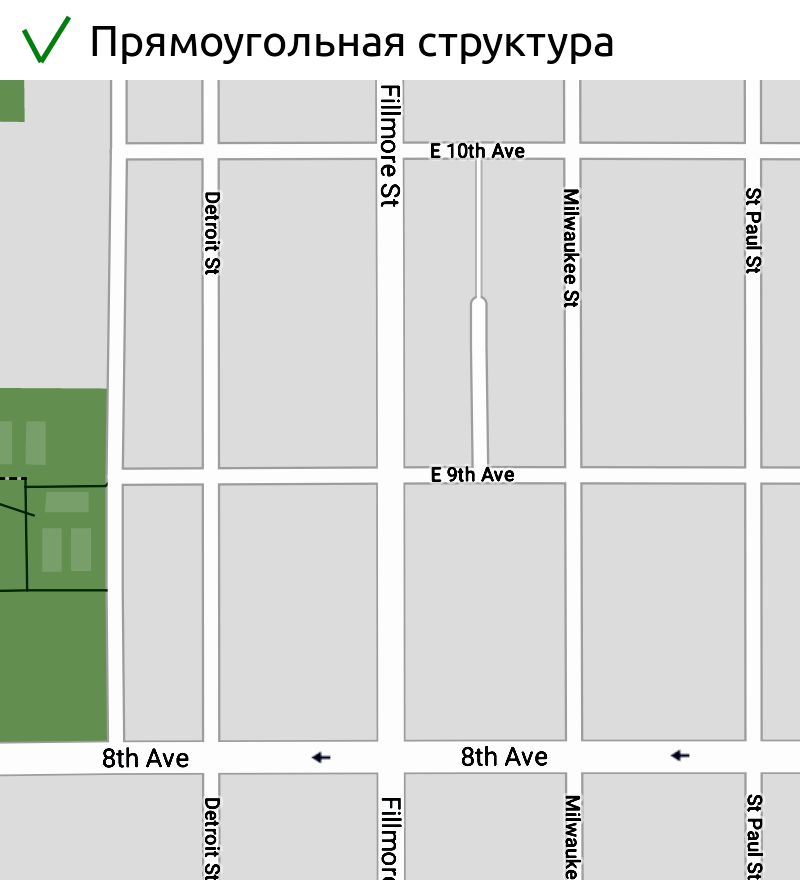 Прямоугольная структура
Fillmore St
E 10th Ave
Detroit St
Milwaukee St
St Paul St
E 9th Ave
8th Ave
8th Ave
Detroit St
Fillmore
Milwauke
St Paul St